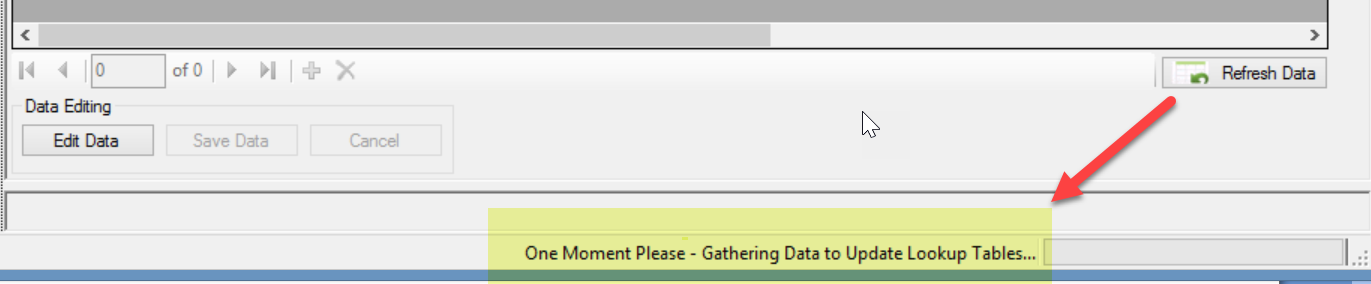 0 of 0
Refresh Data
Data Editing
Edit Data Save Data Cancel
One Moment Please - Gathering Data to Update Lookup Tables...